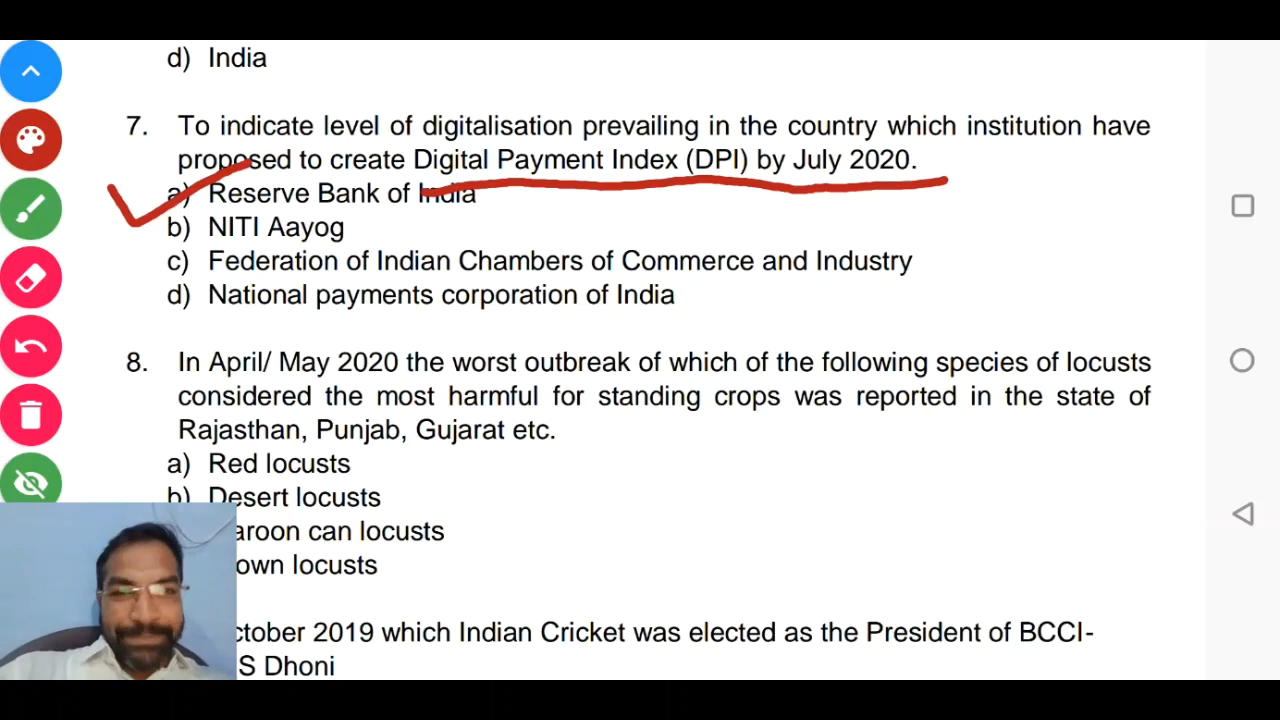 d) India
7. To indicate level of digitalisation prevailing in the country which institution have
proposed to create Digital Payment Index (DPI) by July 2020.
a) Reserve Bank of India
b) NITI Aayog
c) Federation of Indian Chambers of Commerce and Industry
d) National payments corporation of India
8. In April/ May 2020 the worst outbreak of which of the following species of locusts
considered the most harmful for standing crops was reported in the state of
Rajasthan, Punjab, Gujarat etc.
a) Red locusts
b) Desert locusts
aroon can locusts
own locusts
ctober 2019 which Indian Cricket was elected as the President of BCCI-
S Dhoni